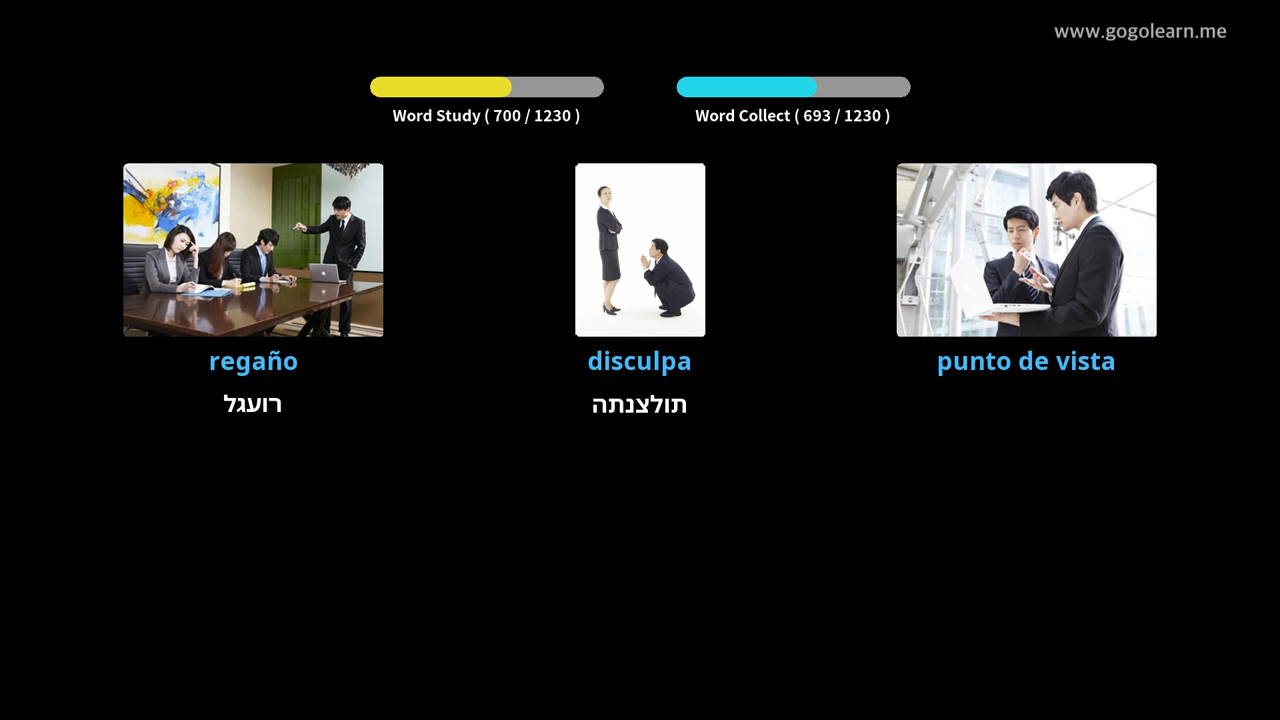 www.gogolearn.me
Word Study ( 700 / 1230 )
Word Collect ( 693 / 1230 )
regaño
disculpa
punto de vista
רועגל
תולצנתה